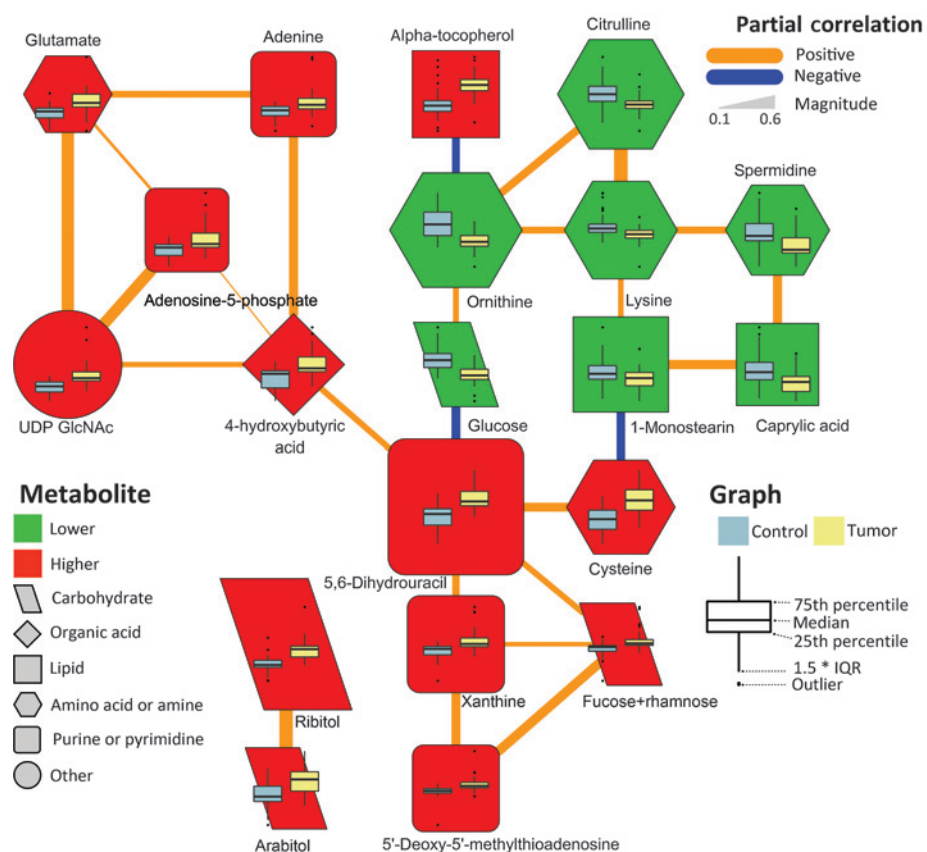 Glutamate
Adenine
Alpha-tocopherol
Citrulline
Partial correlation
Positive
Negative
Magnitude
0.1
0.6
Spermidine
Adenosine-5-phosphate
Ornithine
Lysine
UDP GlcNAc
4-hydroxybutyric
acid
Glucose
1-Monostearin
Caprylic acid
Metabolite
Lower
Higher
Carbohydrate
Organic acid
Lipid
Amino acid or amine
Purine or pyrimidine
Other
Graph
Control
Tumor
75th percentile
Median
25th percentile
1.5 * IQR
Outlier
5,6-Dihydrouracil
Cysteine
Ribitol
Xanthine
Fucose+rhamnose
Arabitol
5'-Deoxy-5'-methylthioadenosine